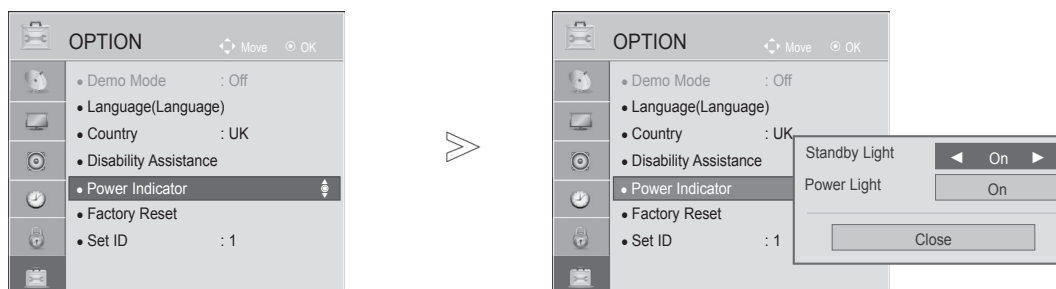 OPTION
Move OK
• Demo Mode : Off
• Language(Language)
• Country : UK
• Disability Assistance
• Power Indicator
• Factory Reset
• Set ID : 1
OPTION
Move OK
• Demo Mode : Off
• Language(Language)
• Country : UK
• Disability Assistance
• Power Indicator
• Factory Reset
• Set ID : 1
Standby Light ◀ On ▶
Power Light On
Close